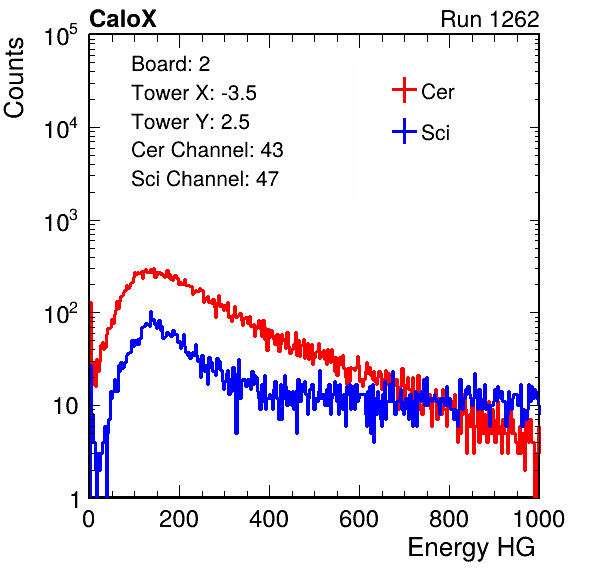 CaloX Run 1262
Counts
Board: 2
Tower X: -3.5
Tower Y: 2.5
Cer Channel: 43
Sci Channel: 47
Cer
Sci
10^5
10^4
10^3
10^2
10
1
0 200 400 600 800 1000
Energy HG